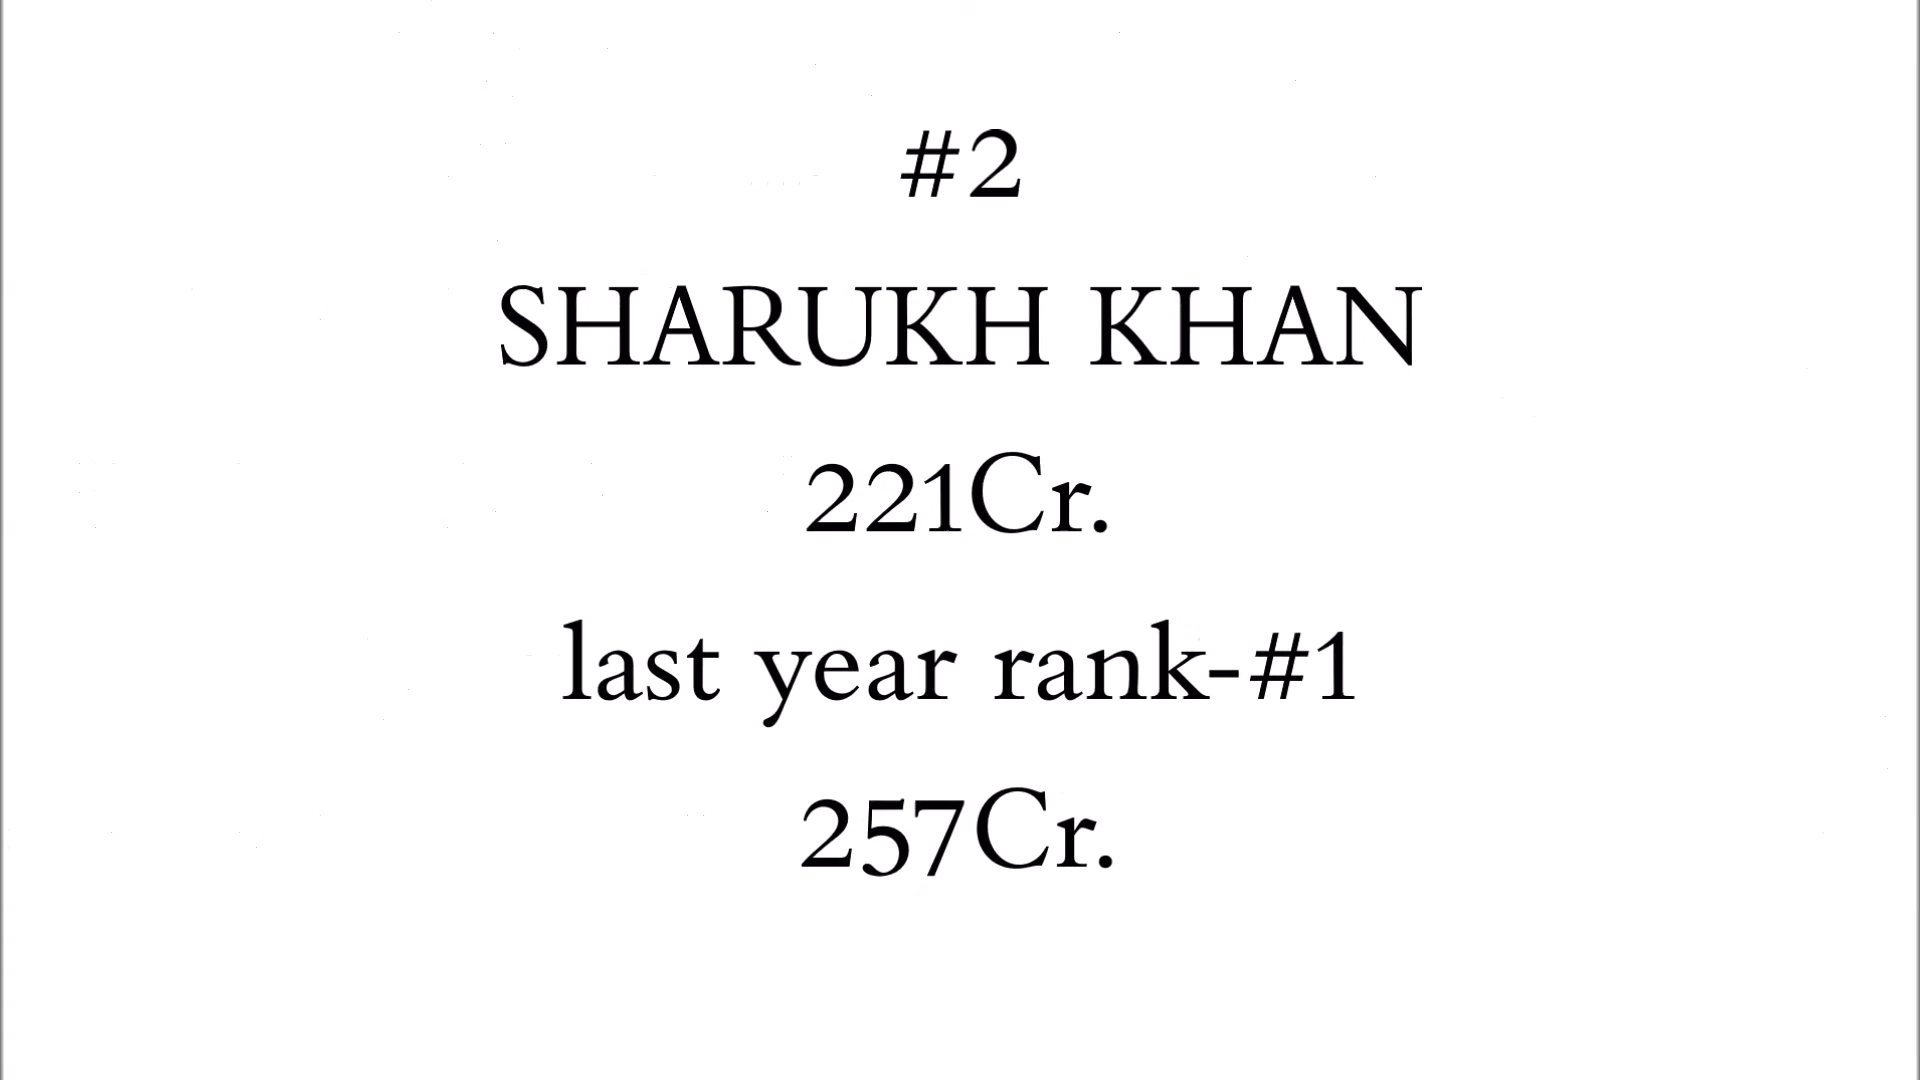 #2
SHARUKH KHAN
221Cr.
last year rank-#1
257Cr.